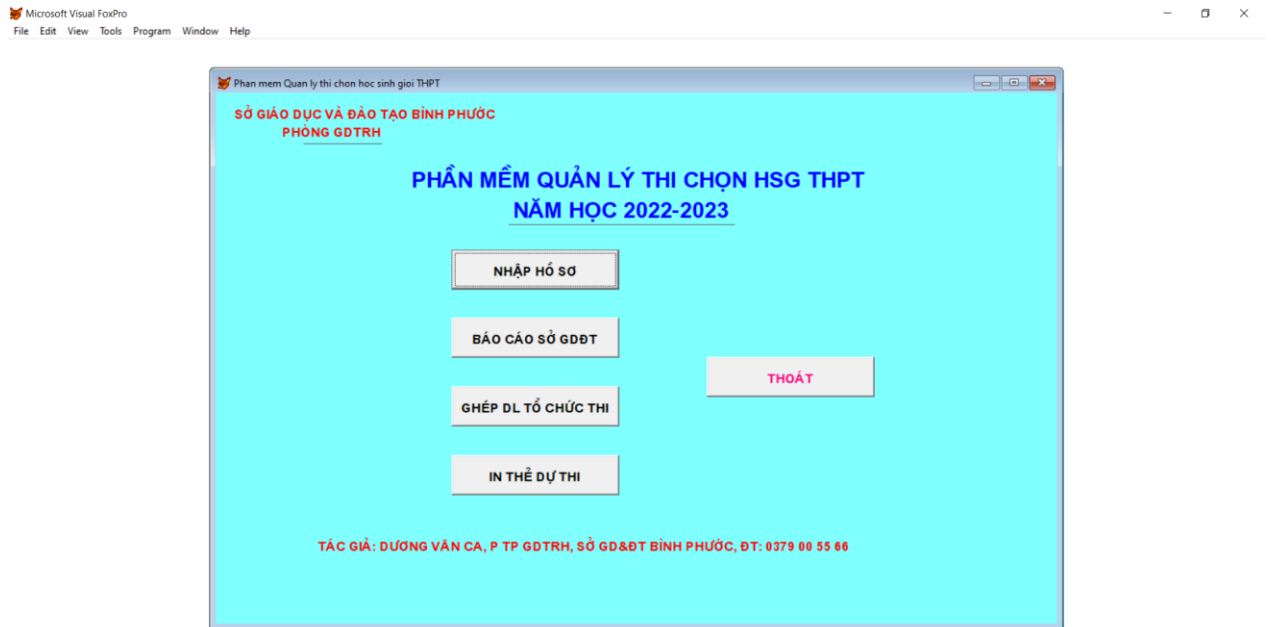 Microsoft Visual FoxPro
File Edit View Tools Program Window Help
Phan mem Quan ly thi chon hoc sinh gioi THPT
SỞ GIÁO DỤC VÀ ĐÀO TẠO BÌNH PHƯỚC
PHÒNG GDTRH
PHẦN MỀM QUẢN LÝ THI CHỌN HSG THPT
NĂM HỌC 2022-2023
NHẬP HỒ SƠ
BÁO CÁO SỞ GDĐT
THOÁT
GHÉP DL TỔ CHỨC THI
IN THẺ DỰ THI
TÁC GIẢ: DƯƠNG VĂN CA, P TP GDTRH, SỞ GD&ĐT BÌNH PHƯỚC, ĐT: 0379 00 55 66